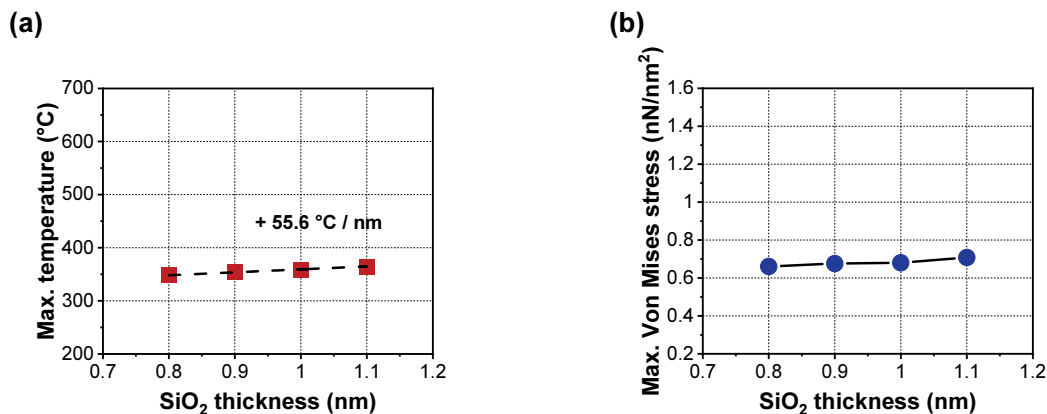 (a)
Max. temperature (°C)
700
600
500
400
300
200
+ 55.6 °C / nm
0.7 0.8 0.9 1 1.1 1.2
SiO2 thickness (nm)
(b)
Max. Von Mises stress (nN/nm²)
1.6
1.4
1.2
1
0.8
0.6
0.4
0.2
0.7 0.8 0.9 1 1.1 1.2
SiO2 thickness (nm)